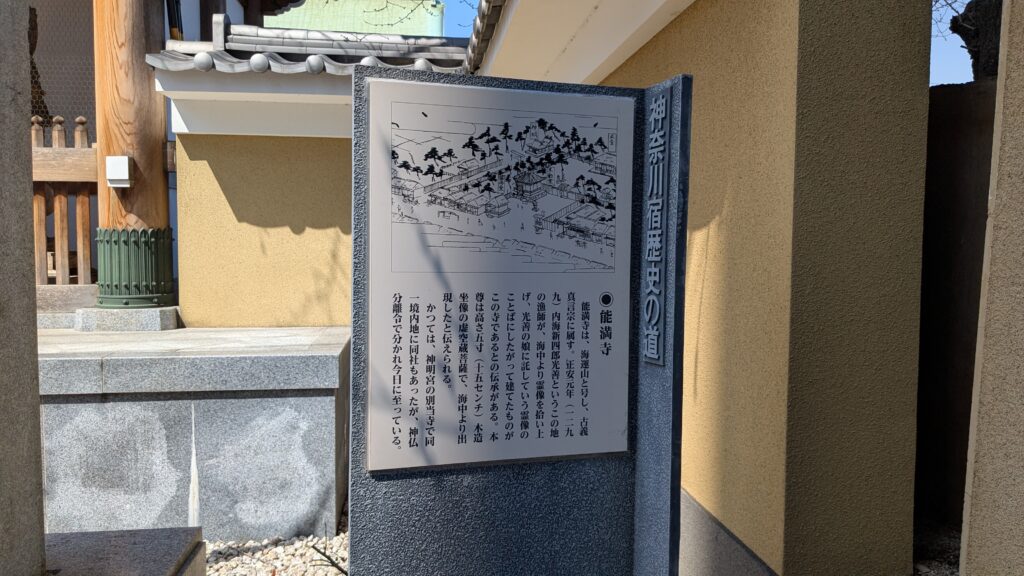 神奈川宿歴史の道
●能満寺
能満寺は、海運山と号し、古義
真言宗に属す。正安元年(一二九
九)内海新四郎光善というこの地
の漁師が、海中より霊像を拾い上
げ、光善の娘に託していう霊像の
ことばにしたがって建てたものが
この寺であるとの伝承がある。本
尊は高さ五寸(十五センチ)木造
坐像の虚空蔵菩薩で、海中より出
現したと伝えられる。
かつては、神明宮の別当寺で同
一境内地に同社もあったが、神仏
分離令で分かれ今日に至っている。